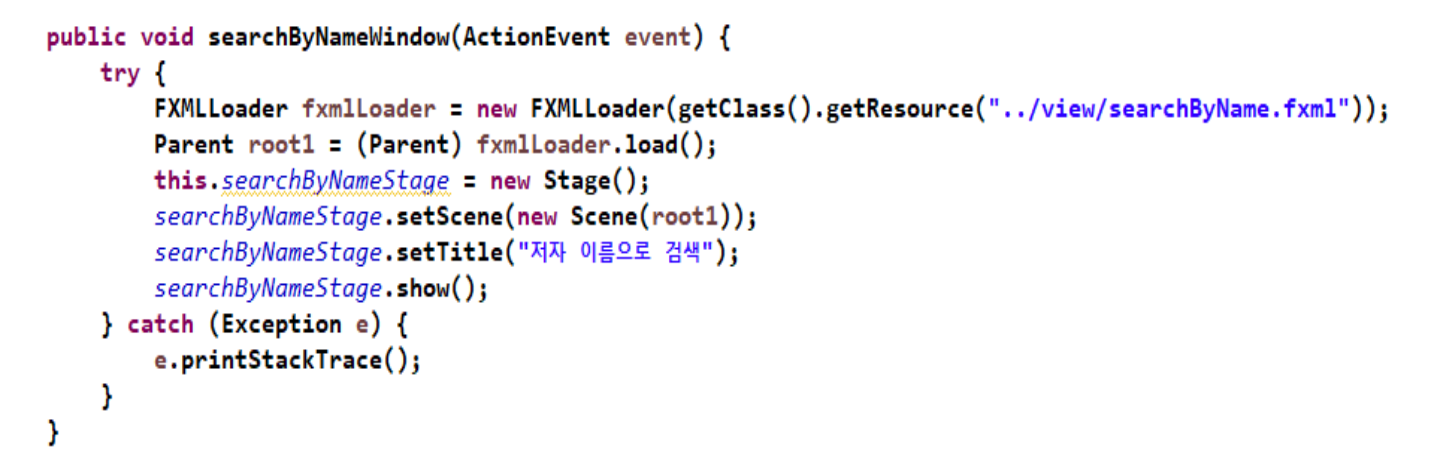 public void searchByNameWindow(ActionEvent event) {
try {
FXMLLoader fxmlLoader = new FXMLLoader(getClass().getResource("../view/searchByName.fxml"));
Parent root1 = (Parent) fxmlLoader.load();
this.searchByNameStage = new Stage();
searchByNameStage.setScene(new Scene(root1));
searchByNameStage.setTitle("저자 이름으로 검색");
searchByNameStage.show();
} catch (Exception e) {
e.printStackTrace();
}
}